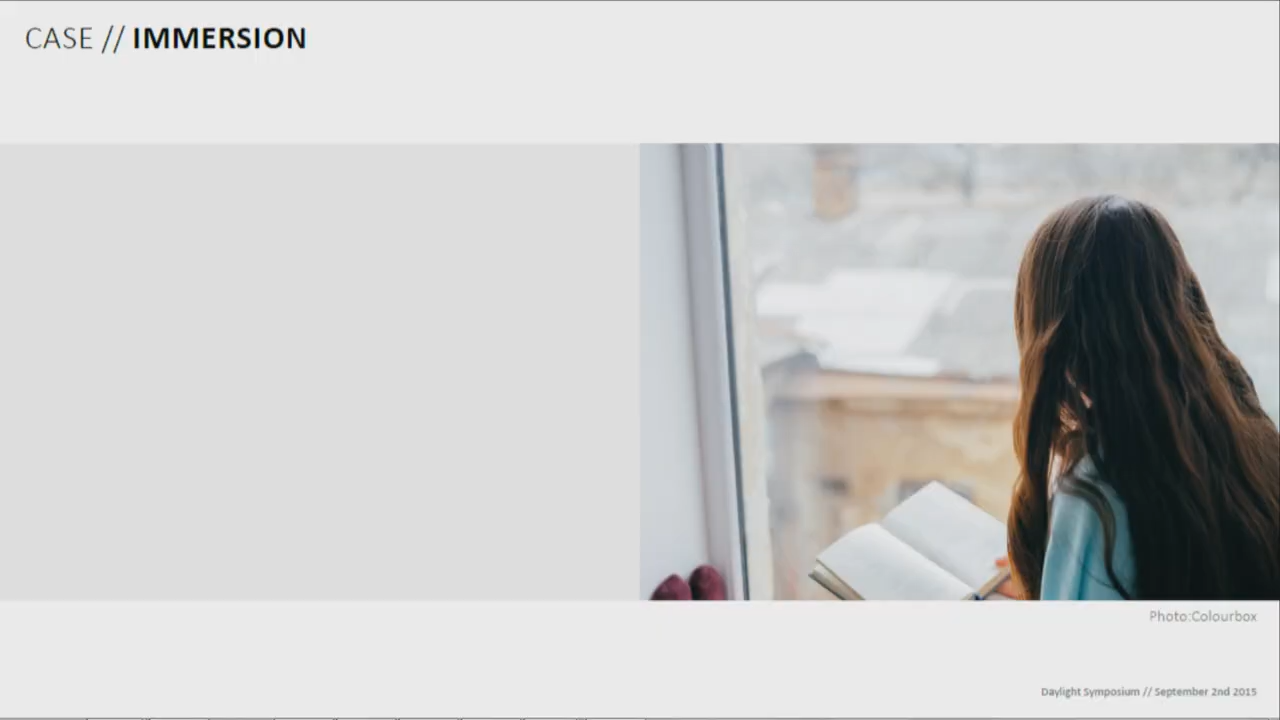 CASE // IMMERSION
Photo:Colourbox
Daylight Symposium // September 2nd 2015